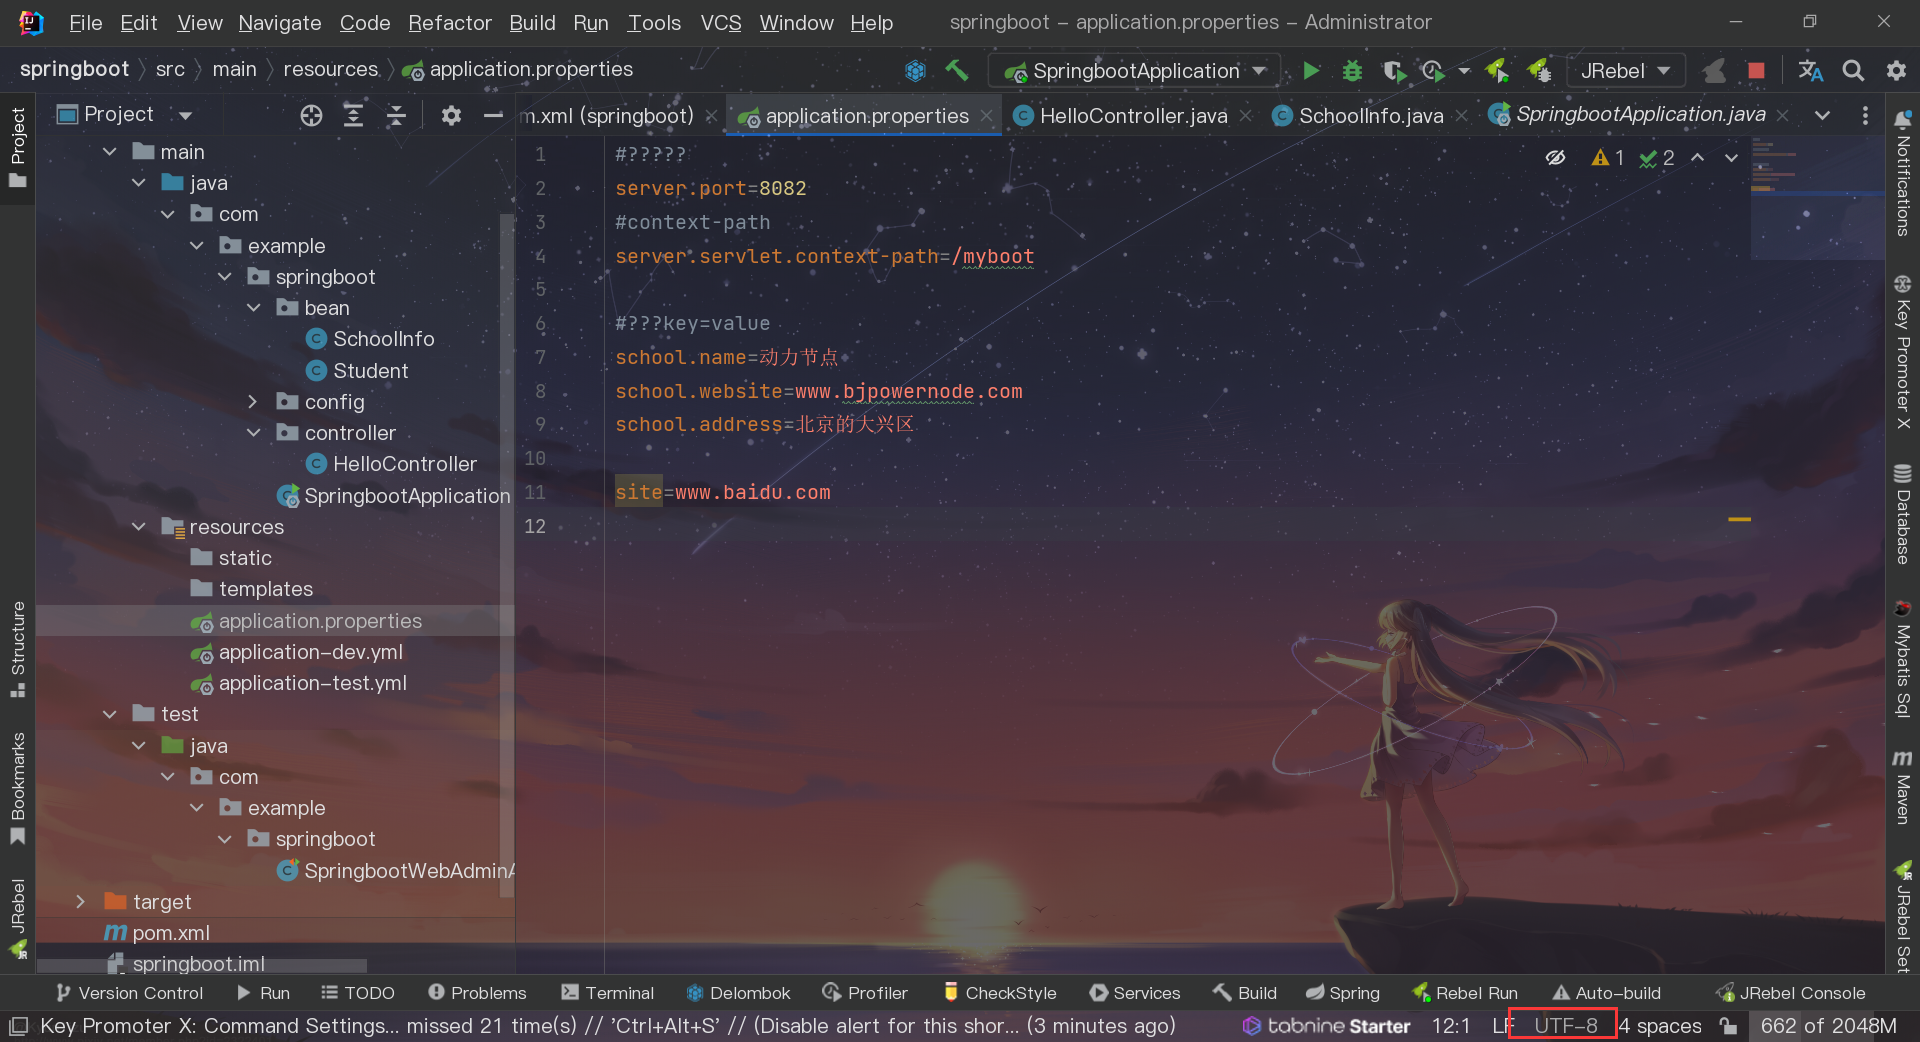 File Edit View Navigate Code Refactor Build Run Tools VCS Window Help springboot - application.properties - Administrator
springboot src main resources application.properties SpringbootApplication JRebel
Project m.xml (springboot) application.properties HelloController.java SchoolInfo.java SpringbootApplication.java
main
java
com
example
springboot
bean
SchoolInfo
Student
config
controller
HelloController
SpringbootApplication
resources
static
templates
application.properties
application-dev.yml
application-test.yml
test
java
com
example
springboot
SpringbootWebAdminA
target
pom.xml
springboot.iml
1 #?????
2 server.port=8082
3 #context-path
4 server.servlet.context-path=/myboot
5
6 #???key=value
7 school.name=动力节点
8 school.website=www.bjpowernode.com
9 school.address=北京的大兴区
10
11 site=www.baidu.com
12
1 2
Project
Structure
Bookmarks
JRebel
Notifications
Key Promoter X
Database
Mybatis Sql
Maven
JRebel Set
Version Control Run TODO Problems Terminal Delombok Profiler CheckStyle Services Build Spring Rebel Run Auto-build JRebel Console
Key Promoter X: Command Settings... missed 21 time(s) // 'Ctrl+Alt+S' // (Disable alert for this shor... (3 minutes ago) tabnine Starter 12:1 LF UTF-8 4 spaces 662 of 2048M